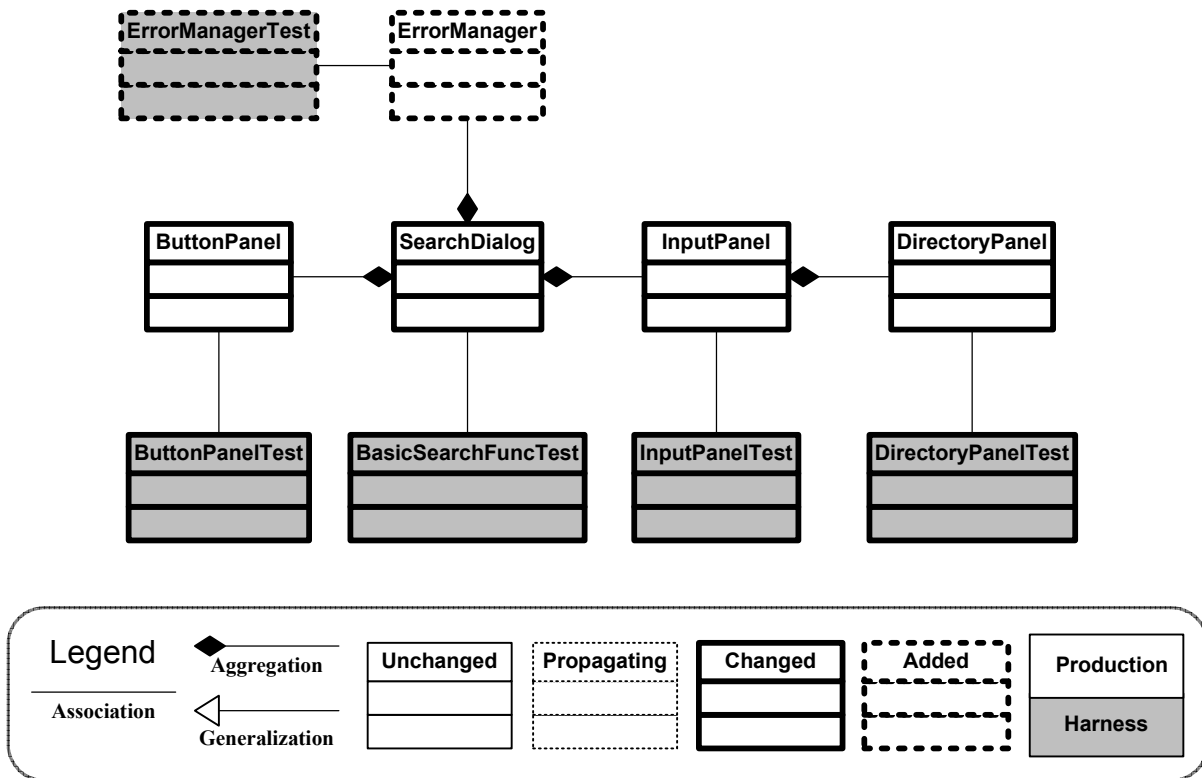 ErrorManagerTest
ErrorManager
ButtonPanel
SearchDialog
InputPanel
DirectoryPanel
ButtonPanelTest
BasicSearchFuncTest
InputPanelTest
DirectoryPanelTest
Legend
Association
Aggregation
Generalization
Unchanged
Propagating
Changed
Added
Production
Harness